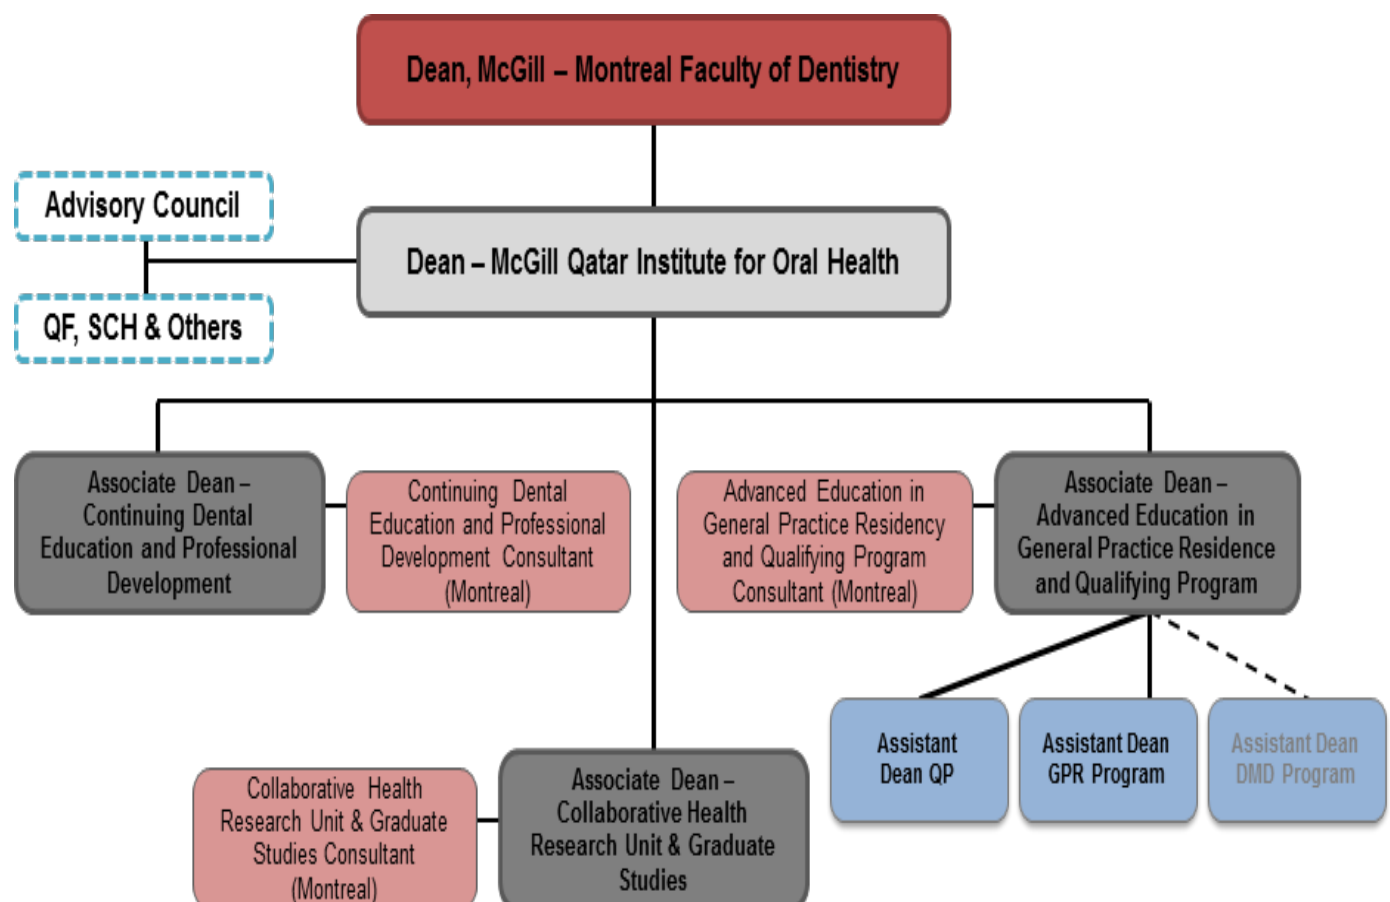 Dean, McGill – Montreal Faculty of Dentistry
Advisory Council
Dean – McGill Qatar Institute for Oral Health
QF, SCH & Others
Associate Dean –
Continuing Dental
Education and Professional
Development
Continuing Dental
Education and Professional
Development Consultant
(Montreal)
Advanced Education in
General Practice Residency
and Qualifying Program
Consultant (Montreal)
Associate Dean –
Advanced Education in
General Practice Residence
and Qualifying Program
Assistant
Dean QP
Assistant Dean
GPR Program
Assistant Dean
DMD Program
Collaborative Health
Research Unit & Graduate
Studies Consultant
(Montreal)
Associate Dean –
Collaborative Health
Research Unit & Graduate
Studies